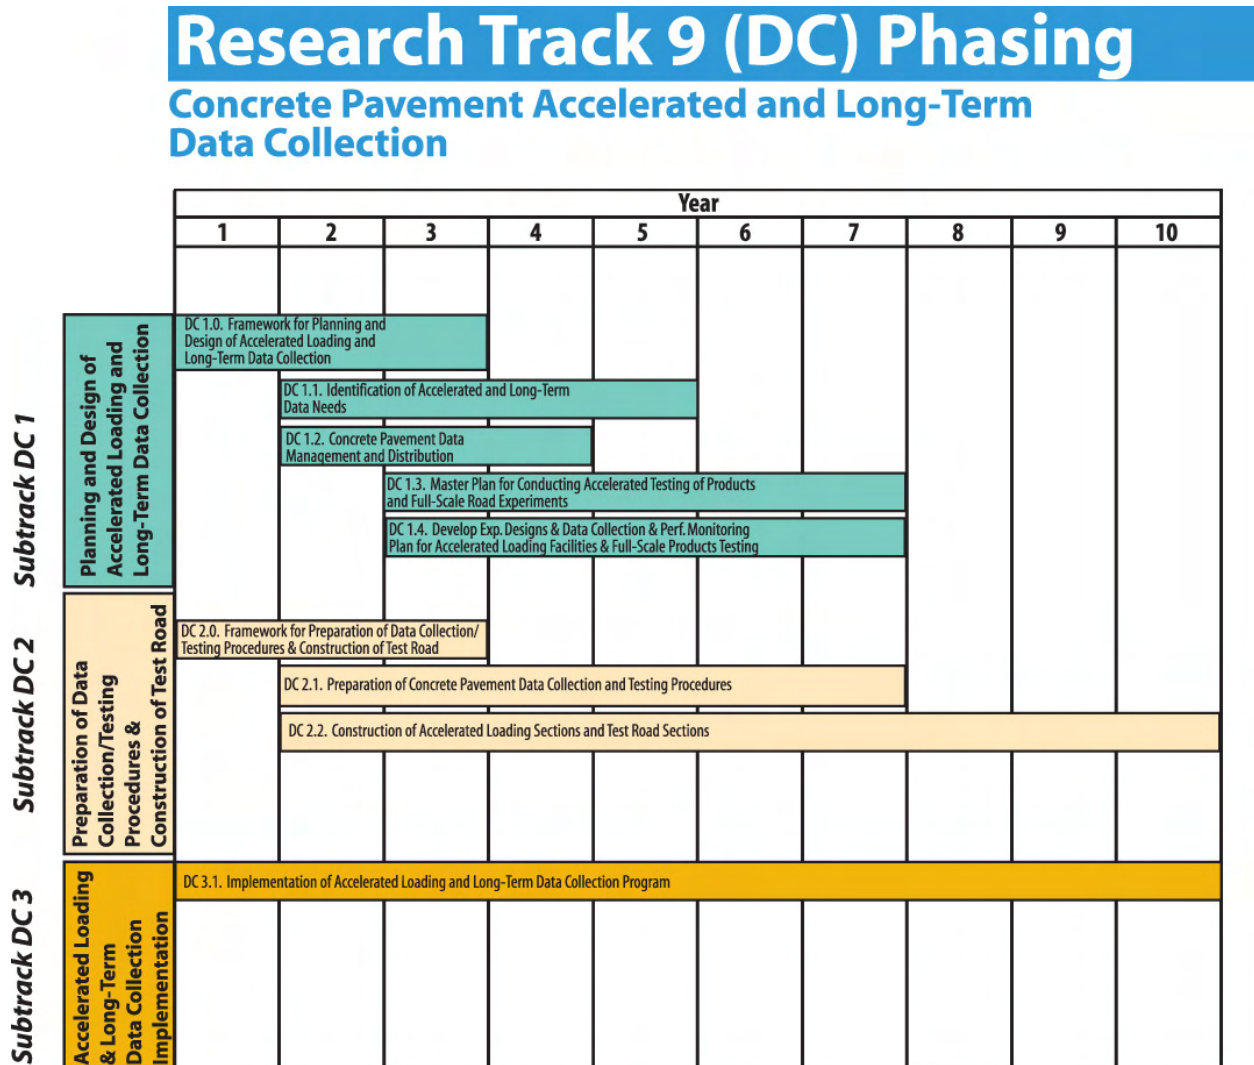 Research Track 9 (DC) Phasing
Concrete Pavement Accelerated and Long-Term
Data Collection
Year
1 2 3 4 5 6 7 8 9 10
Subtrack DC 1
Planning and Design of
Accelerated Loading and
Long-Term Data Collection
DC 1.0. Framework for Planning and
Design of Accelerated Loading and
Long-Term Data Collection
DC 1.1. Identification of Accelerated and Long-Term
Data Needs
DC 1.2. Concrete Pavement Data
Management and Distribution
DC 1.3. Master Plan for Conducting Accelerated Testing of Products
and Full-Scale Road Experiments
DC 1.4. Develop Exp. Designs & Data Collection & Perf. Monitoring
Plan for Accelerated Loading Facilities & Full-Scale Products Testing
Subtrack DC 2
Preparation of Data
Collection/Testing
Procedures &
Construction of Test Road
DC 2.0. Framework for Preparation of Data Collection/
Testing Procedures & Construction of Test Road
DC 2.1. Preparation of Concrete Pavement Data Collection and Testing Procedures
DC 2.2. Construction of Accelerated Loading Sections and Test Road Sections
Subtrack DC 3
Accelerated Loading
& Long-Term
Data Collection
Implementation
DC 3.1. Implementation of Accelerated Loading and Long-Term Data Collection Program